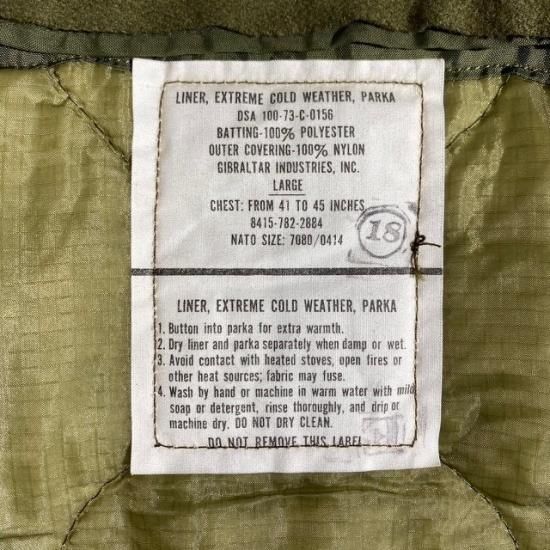 LINER, EXTREME COLD WEATHER, PARKA
DSA 100-73-C-0156
BATTING-100% POLYESTER
OUTER COVERING-100% NYLON
GIBRALTAR INDUSTRIES, INC.
LARGE
CHEST: FROM 41 TO 45 INCHES
8415-782-2884
NATO SIZE: 7080/0414
18
LINER, EXTREME COLD WEATHER, PARKA
1. Button into parka for extra warmth.
2. Dry liner and parka separately when damp or wet.
3. Avoid contact with heated stoves, open fires or
other heat sources; fabric may fuse.
4. Wash by hand or machine in warm water with mild
soap or detergent, rinse thoroughly, and drip or
machine dry. DO NOT DRY CLEAN.
DO NOT REMOVE THIS LABEL